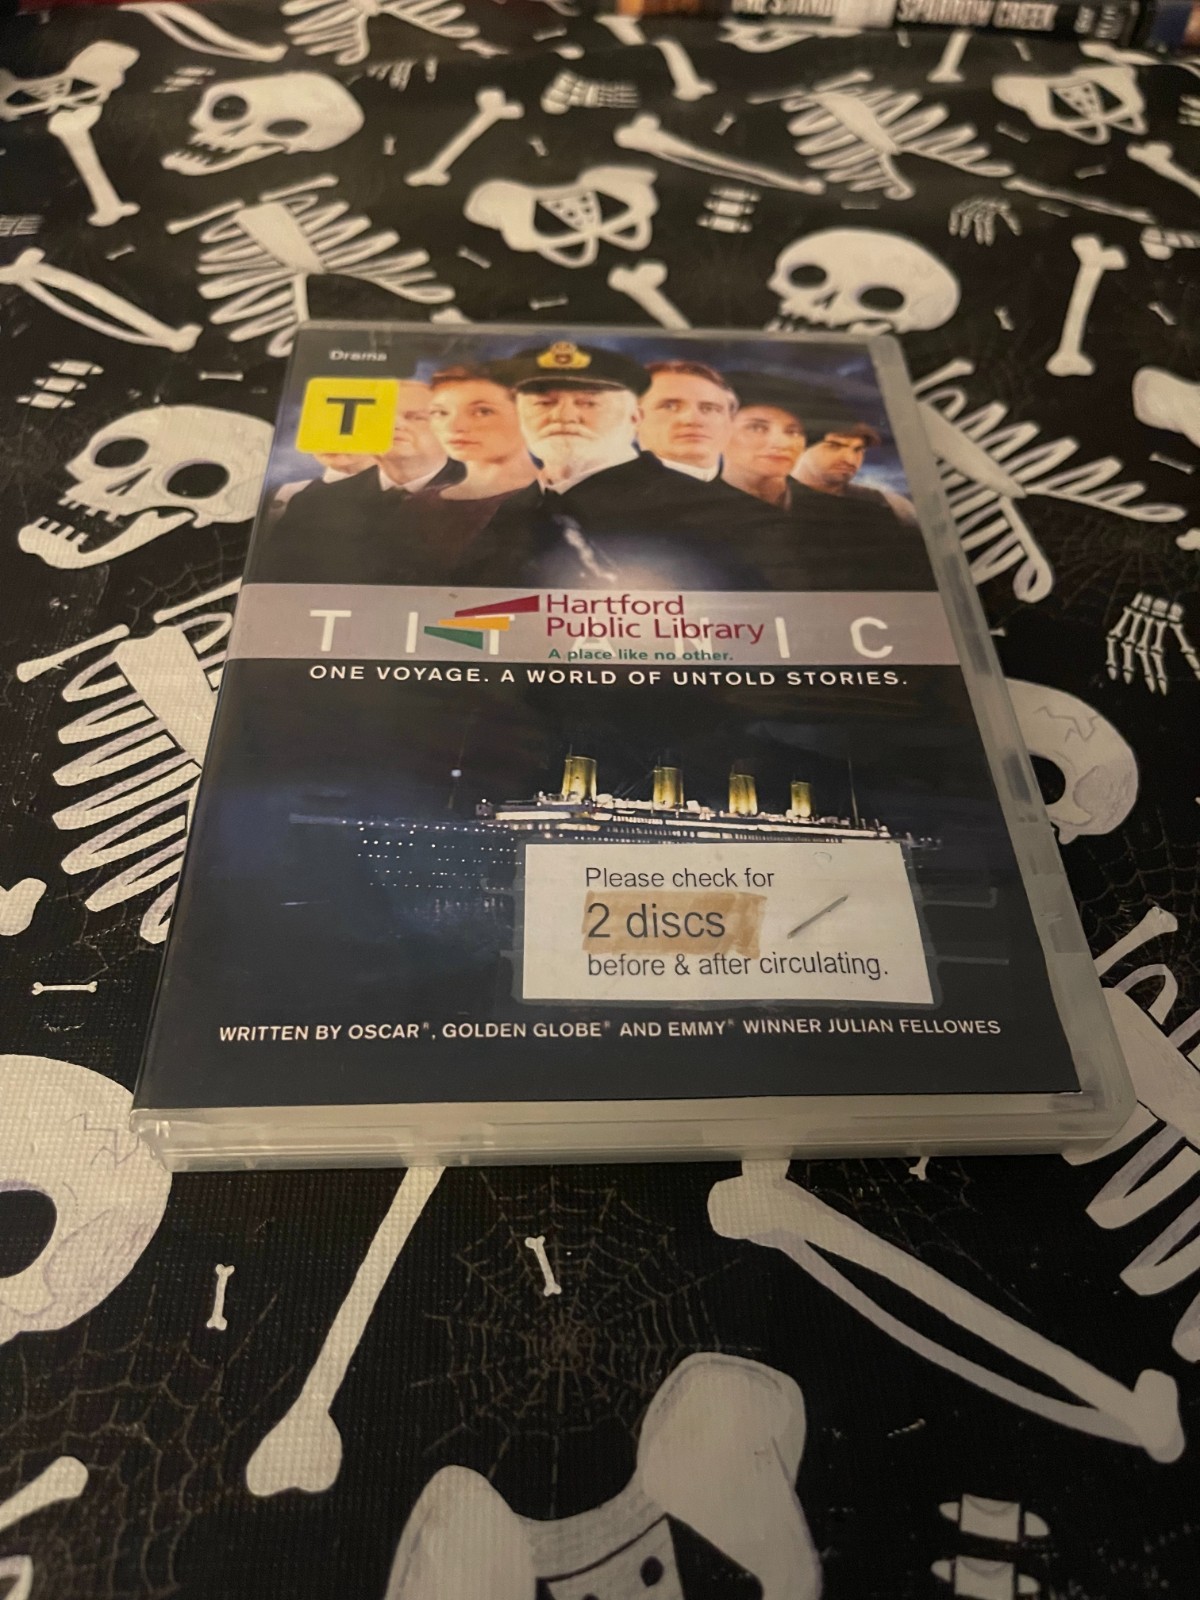 SPARROW CREEK
Drama
T
TITANIC
Hartford
Public Library
A place like no other.
ONE VOYAGE. A WORLD OF UNTOLD STORIES.
Please check for
2 discs
before & after circulating.
WRITTEN BY OSCAR®, GOLDEN GLOBE® AND EMMY® WINNER JULIAN FELLOWES